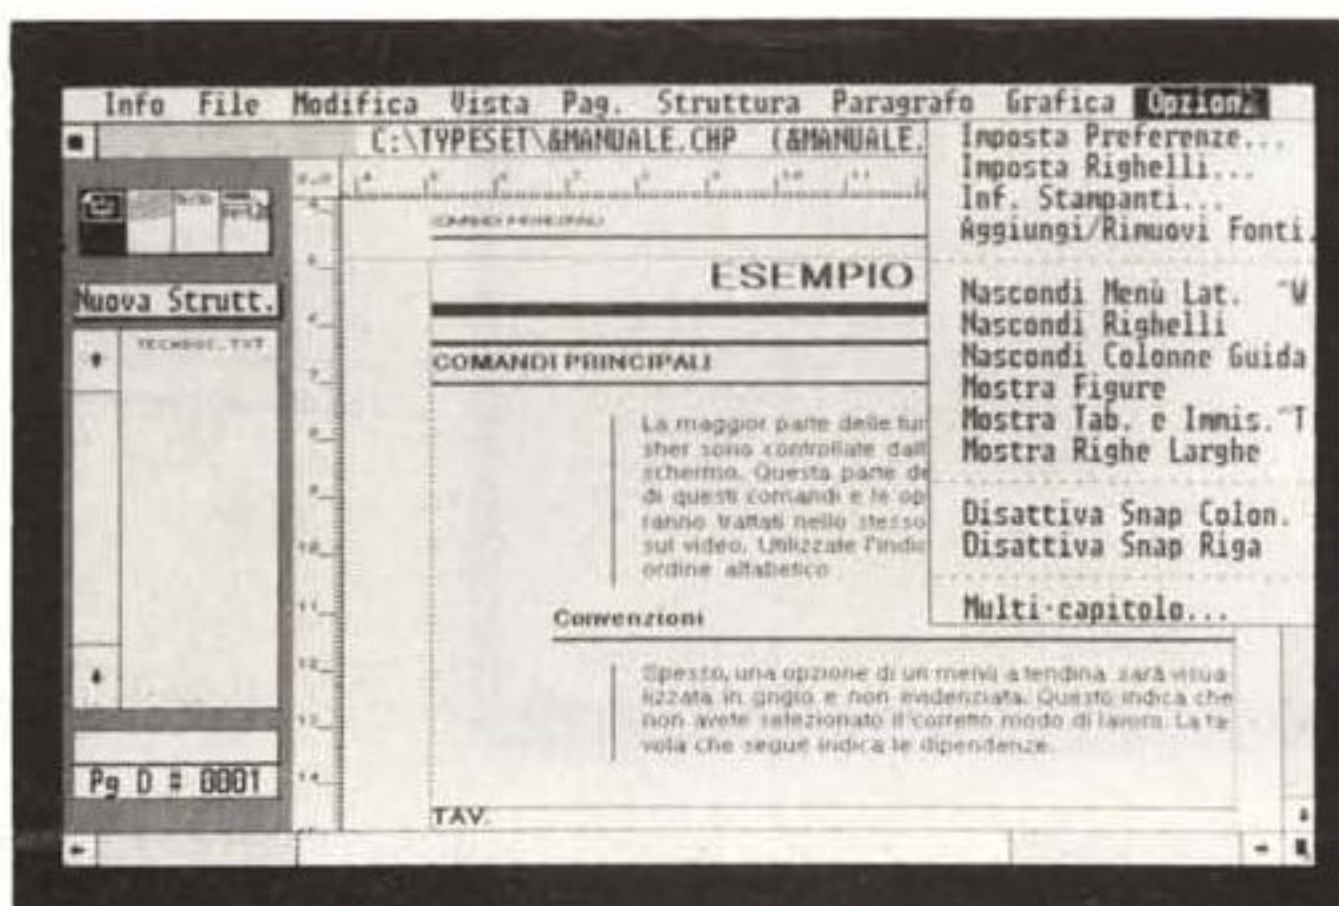 Info File Modifica Vista Pag. Struttura Paragrafo Grafica Opzioni
C:\TYPESET\&MANUALE.CHP (&MANUALE.
Imposta Preferenze...
Imposta Righelli...
Inf. Stampanti...
Aggiungi/Rimuovi Fonti.
Nascondi Menù Lat. ^W
Nascondi Righelli
Nascondi Colonne Guida
Mostra Figure
Mostra Tab. e Immis. ^T
Mostra Righe Larghe
Disattiva Snap Colon.
Disattiva Snap Riga
Multi-capitolo...
Nuova Strutt.
TECHDOC.TXT
Pg D # 0001
COMANDI PRINCIPALI
ESEMPIO
COMANDI PRINCIPALI
La maggior parte delle fun
sher sono controllate dall
schermo. Questa parte de
di questi comandi e le op
ranno trattati nello stesso
sul video. Utilizzate l'indic
ordine alfabetico
Convenzioni
Spesso, una opzione di un menù a tendina sarà visua-
lizzata in grigio e non evidenziata. Questo indica che
non avete selezionato il corretto modo di lavoro. La ta-
vola che segue indica le dipendenze.
TAV.